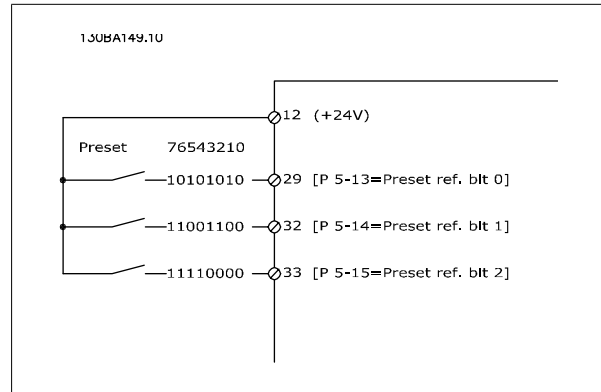 130BA149.10
12 (+24V)
Preset 76543210
10101010 29 [P 5-13=Preset ref. bit 0]
11001100 32 [P 5-14=Preset ref. bit 1]
11110000 33 [P 5-15=Preset ref. bit 2]